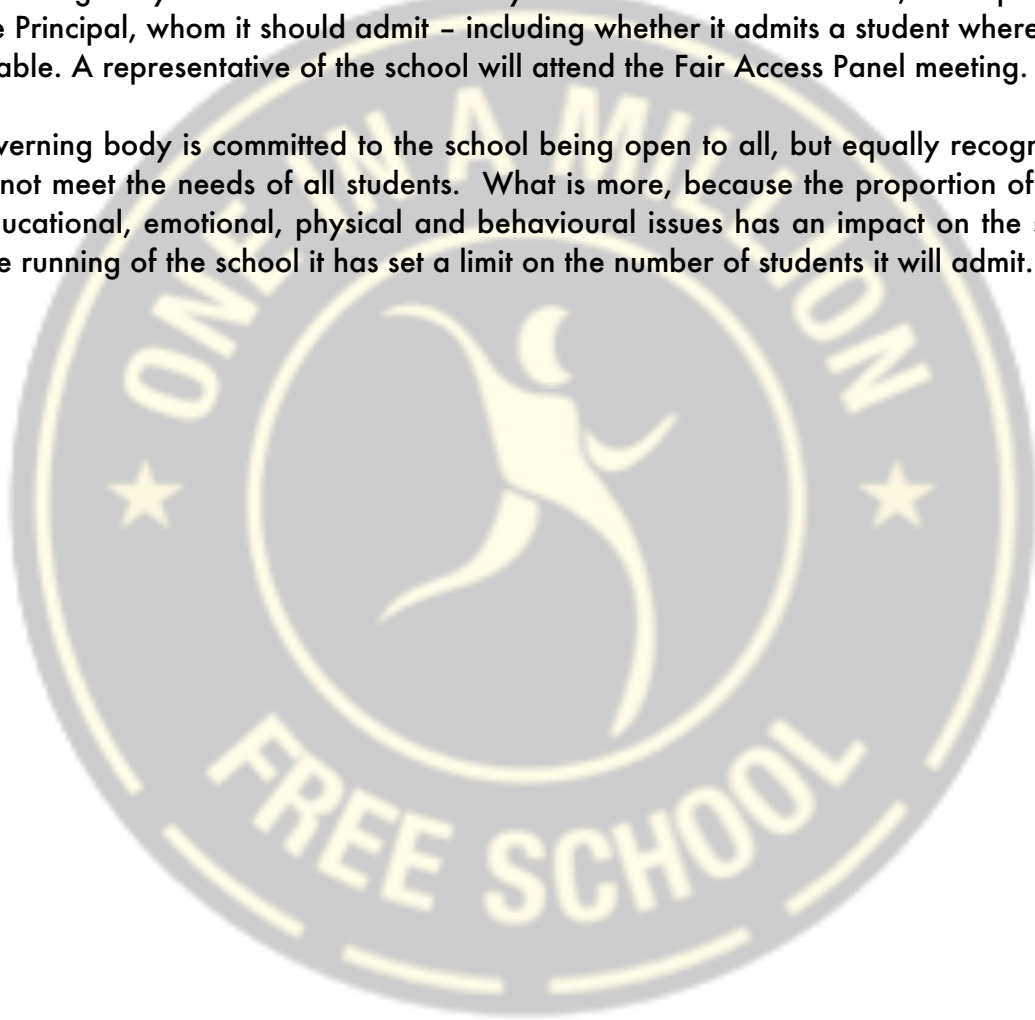 e Principal, whom it should admit – including whether it admits a student where
able. A representative of the school will attend the Fair Access Panel meeting.
verning body is committed to the school being open to all, but equally recogn
not meet the needs of all students. What is more, because the proportion of
ucational, emotional, physical and behavioural issues has an impact on the
e running of the school it has set a limit on the number of students it will admit.
ONE IN A MILLION
FREE SCHOOL